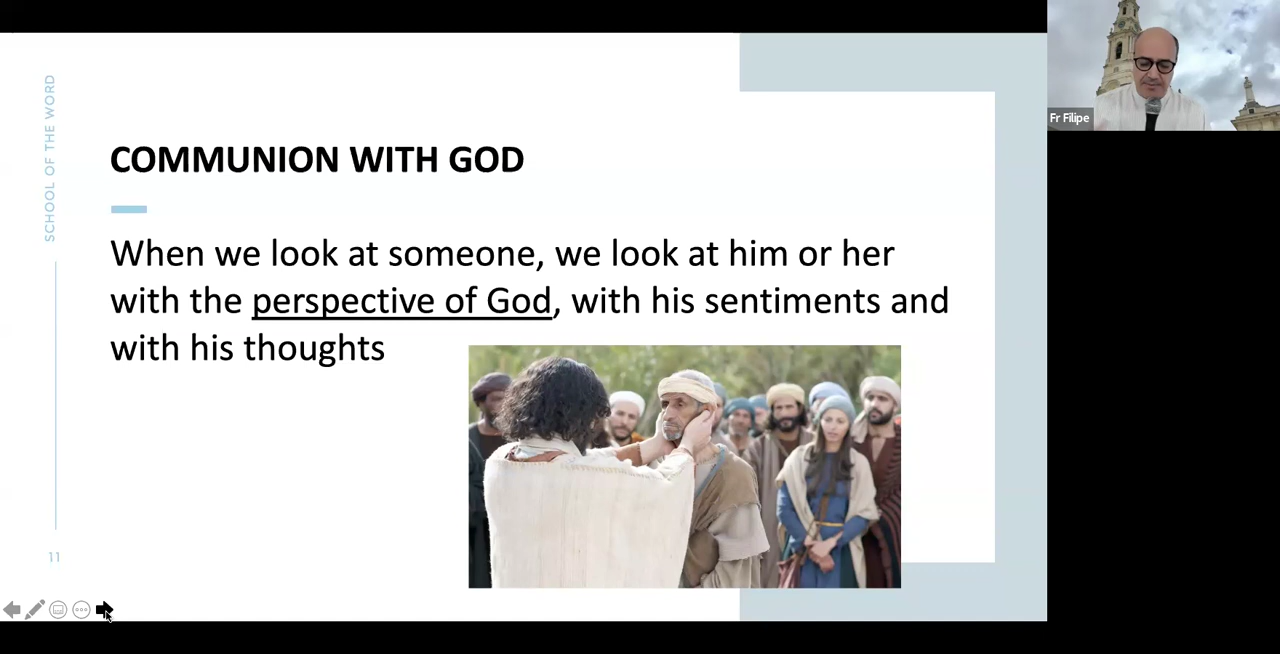 SCHOOL OF THE WORD
COMMUNION WITH GOD
When we look at someone, we look at him or her
with the perspective of God, with his sentiments and
with his thoughts
11
Fr Filipe